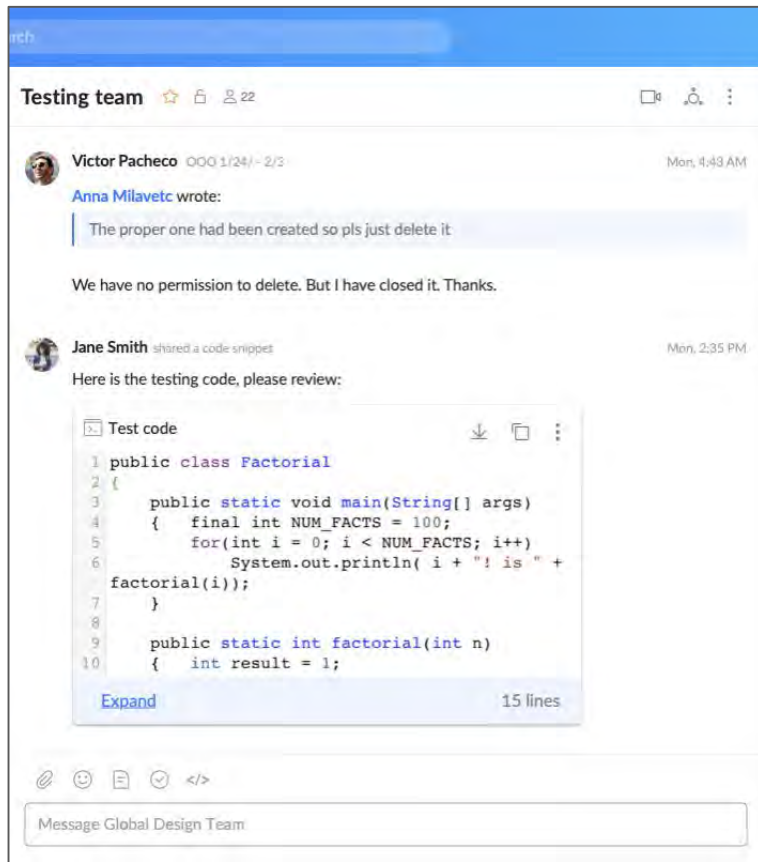 rch
Testing team 22
Victor Pacheco OOO 1/24/- 2/3 Mon, 4:43 AM
Anna Milavetc wrote:
The proper one had been created so pls just delete it
We have no permission to delete. But I have closed it. Thanks.
Jane Smith shared a code snippet Mon, 2:35 PM
Here is the testing code, please review:
Test code
1 public class Factorial
2 {
3     public static void main(String[] args)
4     {   final int NUM_FACTS = 100;
5         for(int i = 0; i < NUM_FACTS; i++)
6             System.out.println( i + "! is " +
factorial(i));
7     }
8
9     public static int factorial(int n)
10    {   int result = 1;
Expand 15 lines
</>
Message Global Design Team